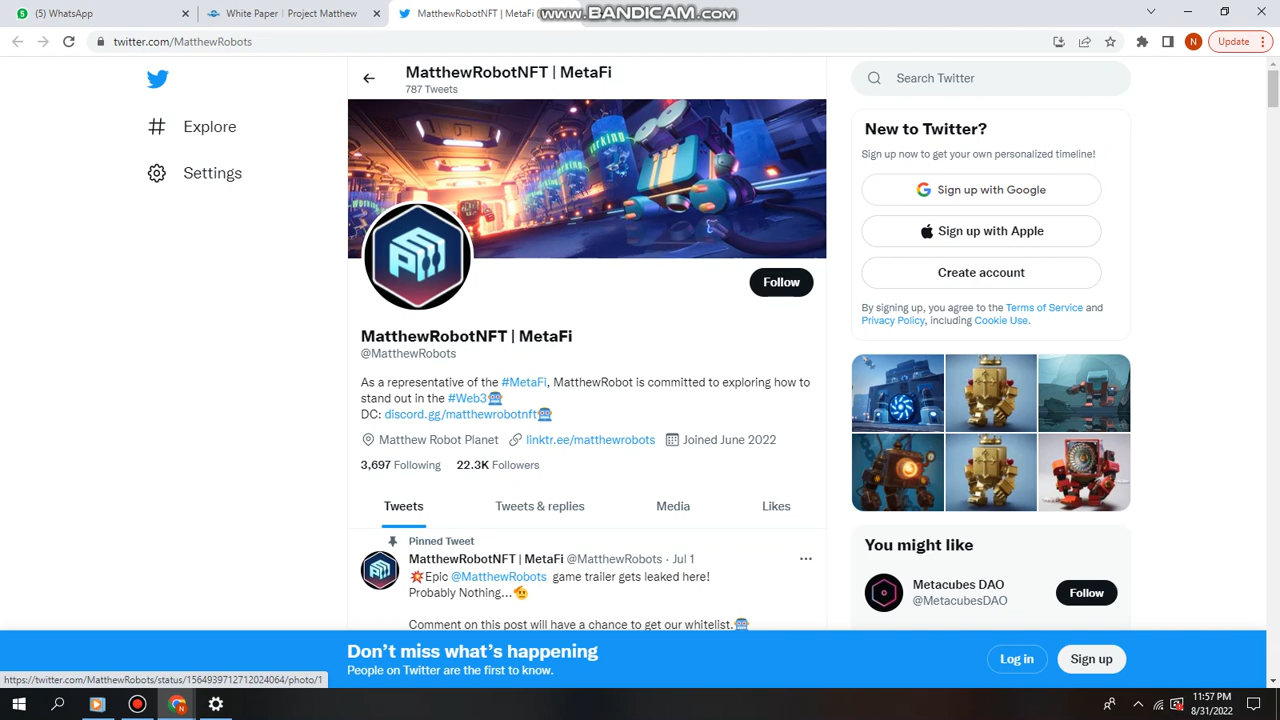 (5) WhatsApp
White Paper | Project Matthew
MatthewRobotNFT | MetaFi (
www.BANDICAM.com
twitter.com/MatthewRobots
N
Update
MatthewRobotNFT | MetaFi
787 Tweets
Search Twitter
Explore
Settings
New to Twitter?
Sign up now to get your own personalized timeline!
Sign up with Google
Sign up with Apple
Create account
By signing up, you agree to the Terms of Service and
Privacy Policy, including Cookie Use.
Follow
MatthewRobotNFT | MetaFi
@MatthewRobots
As a representative of the #MetaFi, MatthewRobot is committed to exploring how to
stand out in the #Web3
DC: discord.gg/matthewrobotnft
Matthew Robot Planet linktr.ee/matthewrobots Joined June 2022
3,697 Following 22.3K Followers
Tweets Tweets & replies Media Likes
Pinned Tweet
MatthewRobotNFT | MetaFi @MatthewRobots · Jul 1
💥Epic @MatthewRobots game trailer gets leaked here!
Probably Nothing...🫡
Comment on this post will have a chance to get our whitelist.
You might like
Metacubes DAO
@MetacubesDAO
Follow
Don't miss what's happening
People on Twitter are the first to know.
Log in
Sign up
https://twitter.com/MatthewRobots/status/1564939712712024064/photo/1
11:57 PM
8/31/2022